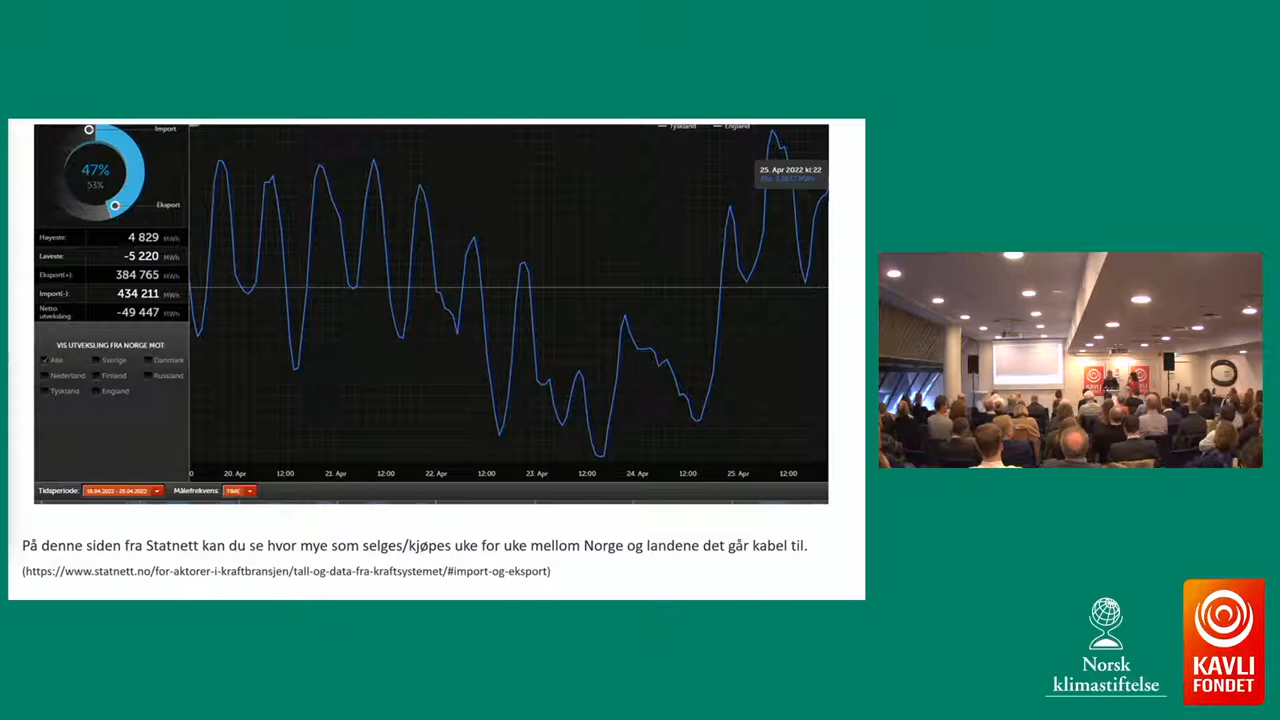 Import
Tyskland
England
47%
53%
Eksport
25. Apr 2022 kl:22
Høyeste: 4 829 MWh
Laveste: -5 220 MWh
Eksport(+): 384 765 MWh
Import(-): 434 211 MWh
Netto utveksling: -49 447 MWh
VIS UTVEKSLING FRA NORGE MOT:
Alle Sverige Danmark
Nederland Finland Russland
Tyskland England
0 20. Apr 12:00 21. Apr 12:00 22. Apr 12:00 23. Apr 12:00 24. Apr 12:00 25. Apr 12:00
Tidsperiode: Målefrekvens: TIME
På denne siden fra Statnett kan du se hvor mye som selges/kjøpes uke for uke mellom Norge og landene det går kabel til.
(https://www.statnett.no/for-aktorer-i-kraftbransjen/tall-og-data-fra-kraftsystemet/#import-og-eksport)
Norsk
klimastiftelse
KAVLI
FONDET